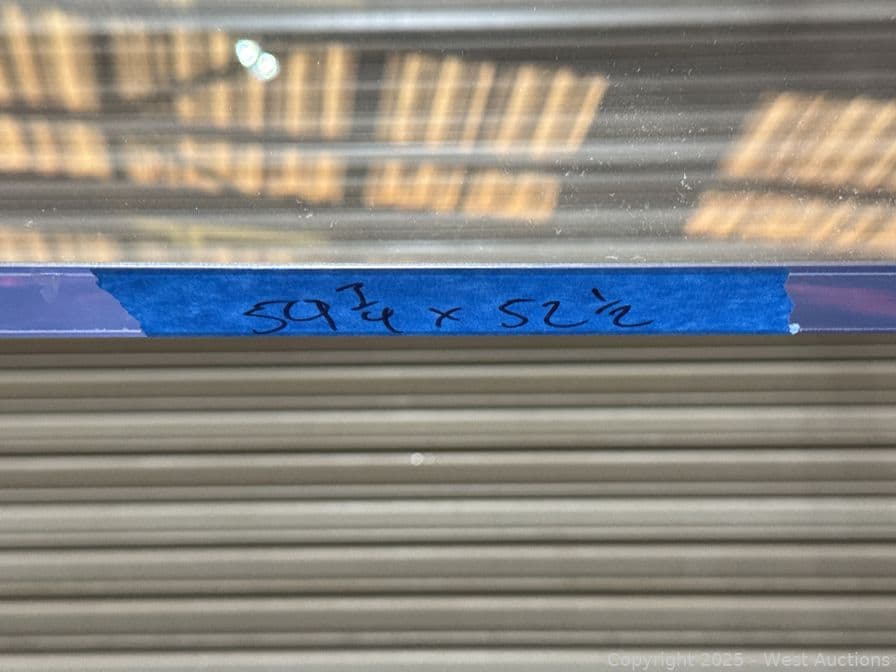 59 1/4 x 52 1/2
Copyright 2025 - West Auctions